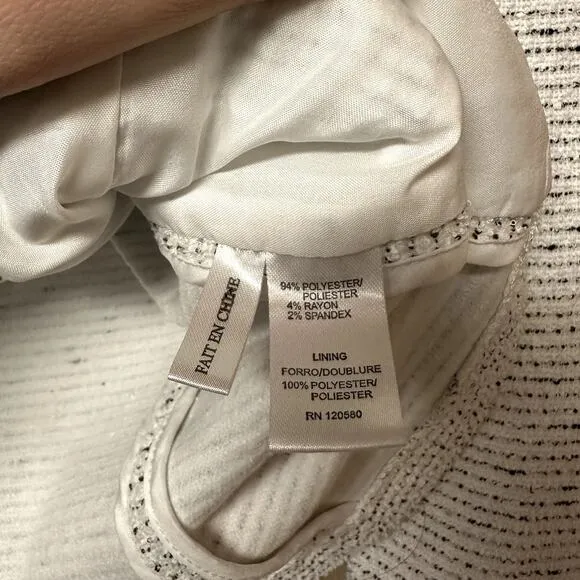 FAIT EN CHINE
94% POLYESTER/
POLIESTER
4% RAYON
2% SPANDEX
LINING
FORRO/DOUBLURE
100% POLYESTER/
POLIESTER
RN 120580